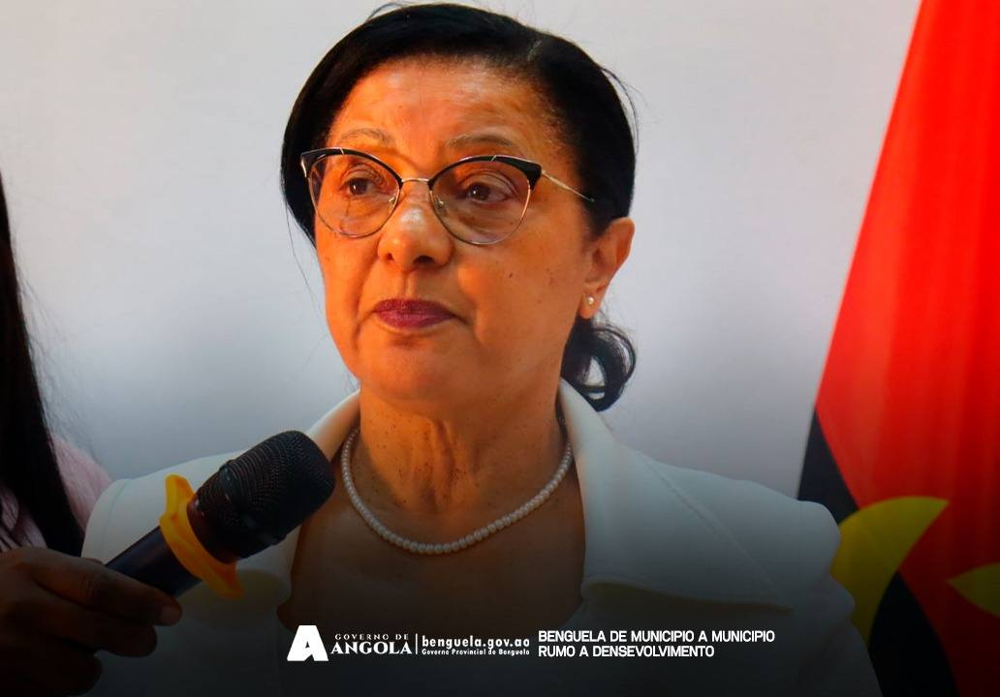 GOVERNO DE
ANGOLA
benguela.gov.ao
Governo Provincial de Benguela
BENGUELA DE MUNICIPIO A MUNICIPIO
RUMO A DENSEVOLVIMENTO